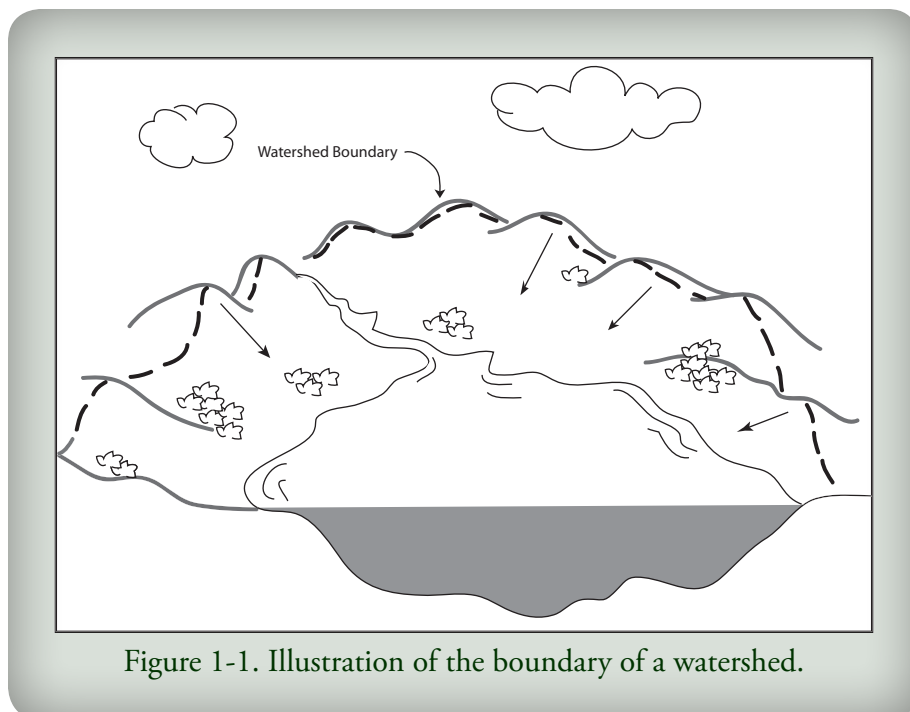 Watershed Boundary
Figure 1-1. Illustration of the boundary of a watershed.